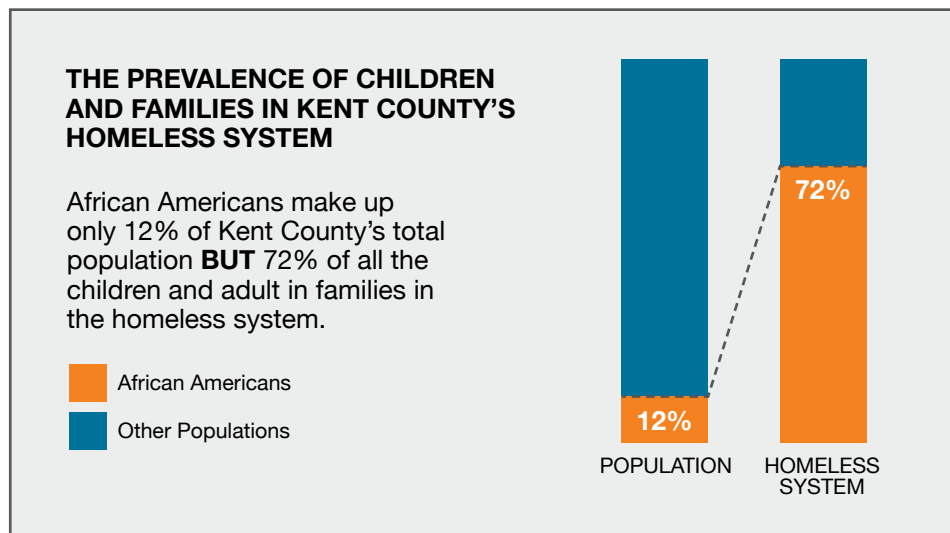 THE PREVALENCE OF CHILDREN
AND FAMILIES IN KENT COUNTY'S
HOMELESS SYSTEM
African Americans make up
only 12% of Kent County's total
population BUT 72% of all the
children and adult in families in
the homeless system.
African Americans
Other Populations
72%
12%
POPULATION
HOMELESS
SYSTEM